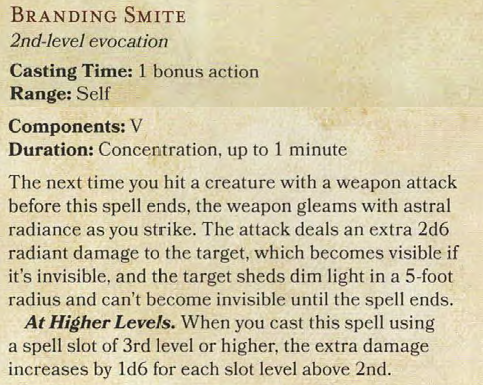 BRANDING SMITE
2nd-level evocation
Casting Time: 1 bonus action
Range: Self
Components: V
Duration: Concentration, up to 1 minute
The next time you hit a creature with a weapon attack
before this spell ends, the weapon gleams with astral
radiance as you strike. The attack deals an extra 2d6
radiant damage to the target, which becomes visible if
it's invisible, and the target sheds dim light in a 5-foot
radius and can't become invisible until the spell ends.
At Higher Levels. When you cast this spell using
a spell slot of 3rd level or higher, the extra damage
increases by 1d6 for each slot level above 2nd.